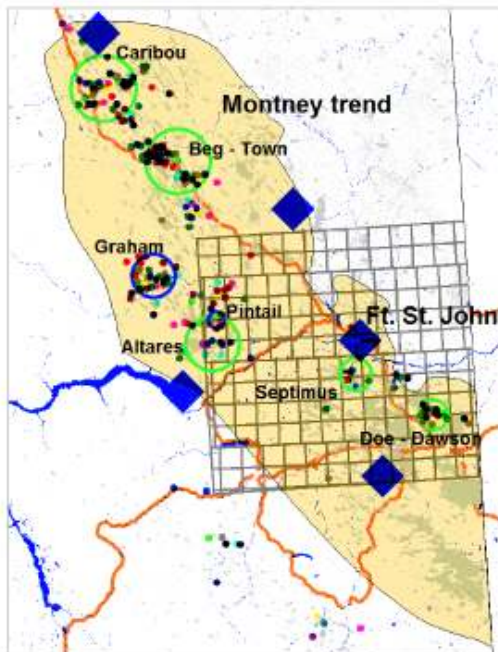 Caribou
Montney trend
Beg - Town
Graham
Pintail
Ft. St. John
Altares
Septimus
Doe - Dawson